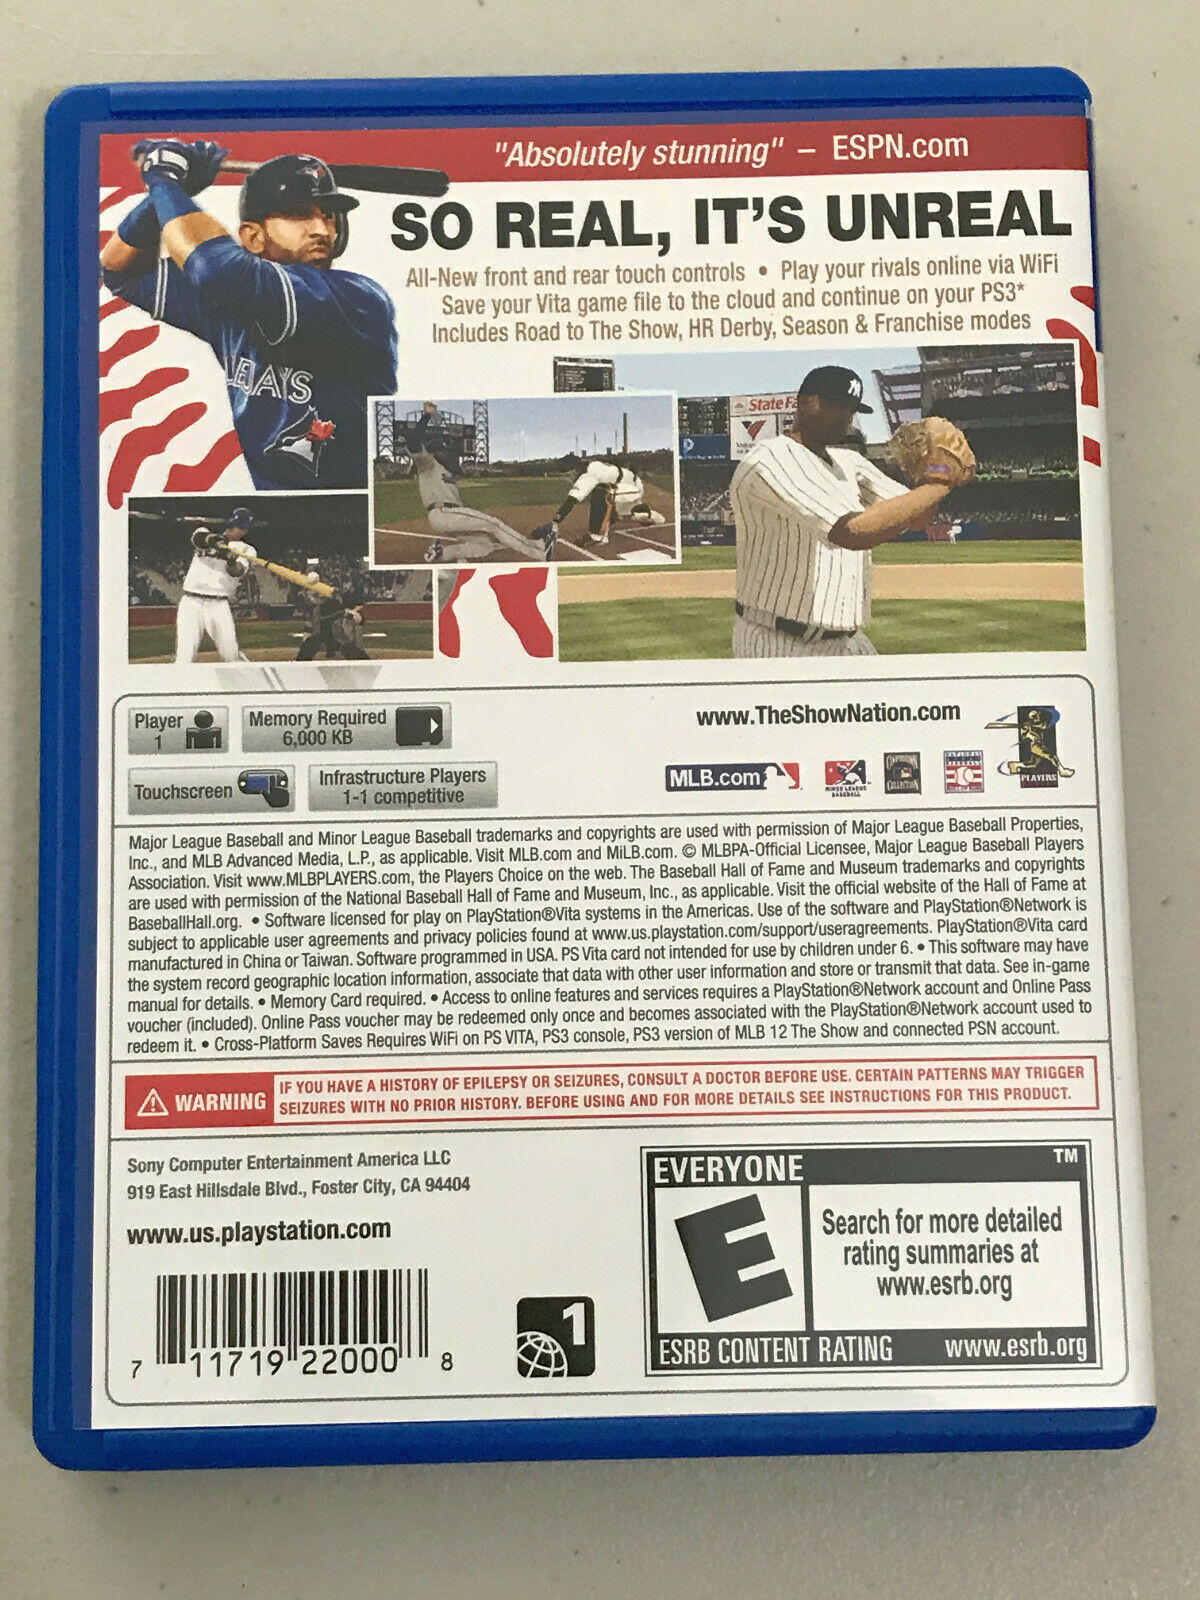 "Absolutely stunning" – ESPN.com
SO REAL, IT'S UNREAL
All-New front and rear touch controls • Play your rivals online via WiFi
Save your Vita game file to the cloud and continue on your PS3*
Includes Road to The Show, HR Derby, Season & Franchise modes
State Fa
Player
1
Memory Required
6,000 KB
Touchscreen
Infrastructure Players
1-1 competitive
www.TheShowNation.com
MLB.com
MINOR LEAGUE
BASEBALL
COOPERSTOWN
COLLECTION
PLAYERS
Major League Baseball and Minor League Baseball trademarks and copyrights are used with permission of Major League Baseball Properties,
Inc., and MLB Advanced Media, L.P., as applicable. Visit MLB.com and MiLB.com. © MLBPA-Official Licensee, Major League Baseball Players
Association. Visit www.MLBPLAYERS.com, the Players Choice on the web. The Baseball Hall of Fame and Museum trademarks and copyrights
are used with permission of the National Baseball Hall of Fame and Museum, Inc., as applicable. Visit the official website of the Hall of Fame at
BaseballHall.org. • Software licensed for play on PlayStation®Vita systems in the Americas. Use of the software and PlayStation®Network is
subject to applicable user agreements and privacy policies found at www.us.playstation.com/support/useragreements. PlayStation®Vita card
manufactured in China or Taiwan. Software programmed in USA. PS Vita card not intended for use by children under 6. • This software may have
the system record geographic location information, associate that data with other user information and store or transmit that data. See in-game
manual for details. • Memory Card required. • Access to online features and services requires a PlayStation®Network account and Online Pass
voucher (included). Online Pass voucher may be redeemed only once and becomes associated with the PlayStation®Network account used to
redeem it. • Cross-Platform Saves Requires WiFi on PS VITA, PS3 console, PS3 version of MLB 12 The Show and connected PSN account.
WARNING
IF YOU HAVE A HISTORY OF EPILEPSY OR SEIZURES, CONSULT A DOCTOR BEFORE USE. CERTAIN PATTERNS MAY TRIGGER
SEIZURES WITH NO PRIOR HISTORY. BEFORE USING AND FOR MORE DETAILS SEE INSTRUCTIONS FOR THIS PRODUCT.
Sony Computer Entertainment America LLC
919 East Hillsdale Blvd., Foster City, CA 94404
www.us.playstation.com
7 11719 22000 8
1
EVERYONE
TM
E
Search for more detailed
rating summaries at
www.esrb.org
ESRB CONTENT RATING www.esrb.org